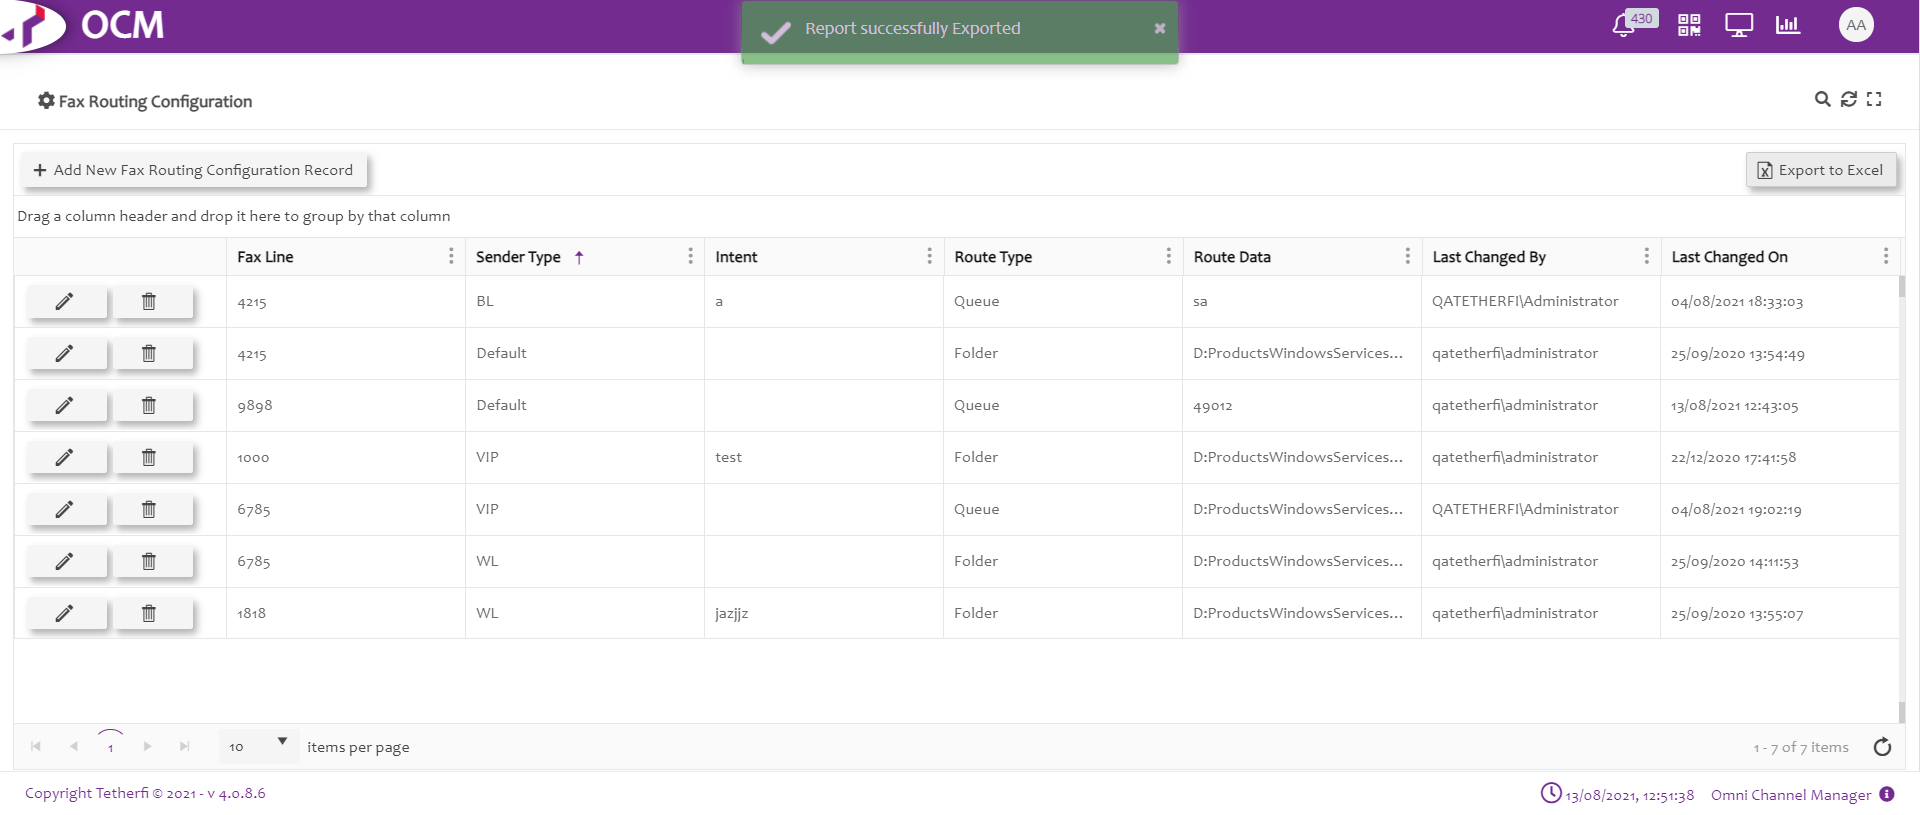 OCM
Report successfully Exported
430
AA
Fax Routing Configuration
Add New Fax Routing Configuration Record
Export to Excel
Drag a column header and drop it here to group by that column
Fax Line Sender Type Intent Route Type Route Data Last Changed By Last Changed On
4215 BL a Queue sa QATETHERFI\Administrator 04/08/2021 18:33:03
4215 Default Folder D:ProductsWindowsServices... qatetherfi\administrator 25/09/2020 13:54:49
9898 Default Queue 49012 qatetherfi\administrator 13/08/2021 12:43:05
1000 VIP test Folder D:ProductsWindowsServices... qatetherfi\administrator 22/12/2020 17:41:58
6785 VIP Queue D:ProductsWindowsServices... QATETHERFI\Administrator 04/08/2021 19:02:19
6785 WL Folder D:ProductsWindowsServices... qatetherfi\administrator 25/09/2020 14:11:53
1818 WL jazjjz Folder D:ProductsWindowsServices... qatetherfi\administrator 25/09/2020 13:55:07
1 10 items per page 1 - 7 of 7 items
Copyright Tetherfi © 2021 - v 4.0.8.6 13/08/2021, 12:51:38 Omni Channel Manager